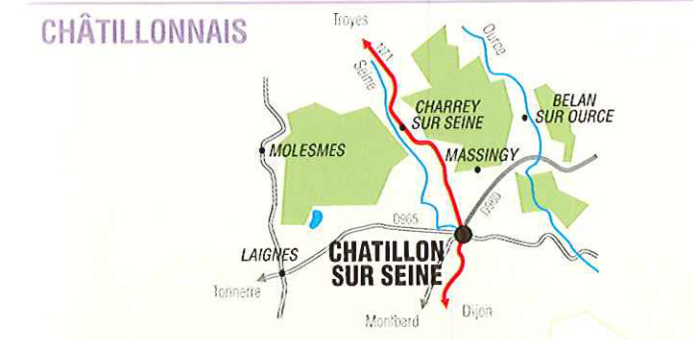 CHÂTILLONNAIS
Troyes
N71
Seine
Ource
CHARREY
SUR SEINE
BELAN
SUR OURCE
MOLESMES
MASSINGY
D965
D980
LAIGNES
CHATILLON
SUR SEINE
Tonnerre
Montbard
Dijon